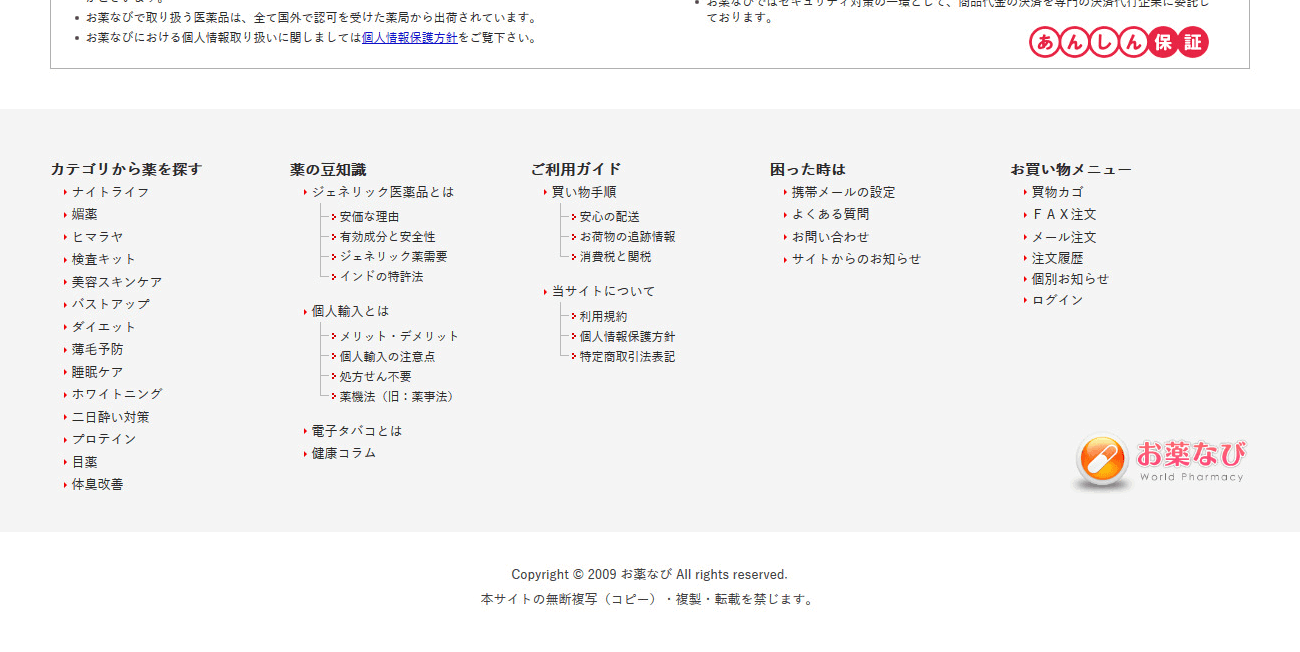 お薬なびで取り扱う医薬品は、全て国外で認可を受けた薬局から出荷されています。
お薬なびにおける個人情報取り扱いに関しましては個人情報保護方針をご覧下さい。
お薬なびではセキュリティ対策の一環として、商品代金の決済を専門の決済代行企業に委託し
ております。
あんしん保証
カテゴリから薬を探す
ナイトライフ
媚薬
ヒマラヤ
検査キット
美容スキンケア
バストアップ
ダイエット
薄毛予防
睡眠ケア
ホワイトニング
二日酔い対策
プロテイン
目薬
体臭改善
薬の豆知識
ジェネリック医薬品とは
安価な理由
有効成分と安全性
ジェネリック薬需要
インドの特許法
個人輸入とは
メリット・デメリット
個人輸入の注意点
処方せん不要
薬機法（旧：薬事法）
電子タバコとは
健康コラム
ご利用ガイド
買い物手順
安心の配送
お荷物の追跡情報
消費税と関税
当サイトについて
利用規約
個人情報保護方針
特定商取引法表記
困った時は
携帯メールの設定
よくある質問
お問い合わせ
サイトからのお知らせ
お買い物メニュー
買物カゴ
ＦＡＸ注文
メール注文
注文履歴
個別お知らせ
ログイン
お薬なび
World Pharmacy
Copyright © 2009 お薬なび All rights reserved.
本サイトの無断複写（コピー）・複製・転載を禁じます。